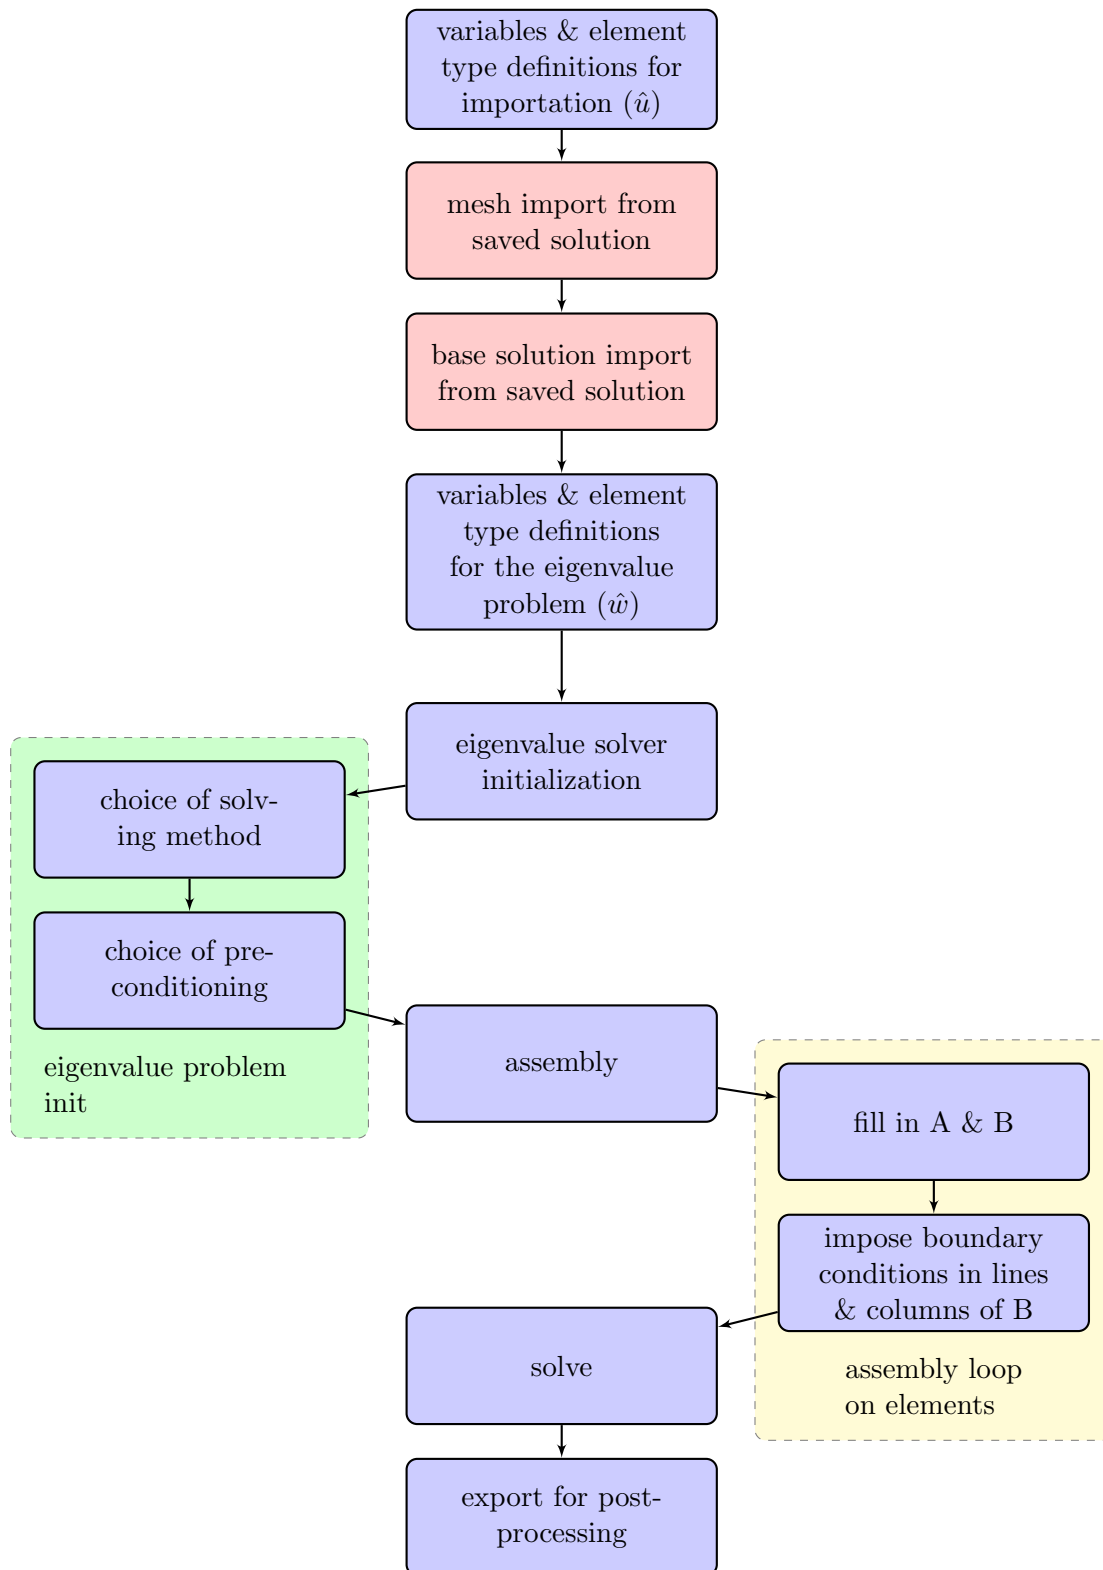 variables & element
type definitions for
importation (û)
mesh import from
saved solution
base solution import
from saved solution
variables & element
type definitions
for the eigenvalue
problem (ŵ)
eigenvalue solver
initialization
choice of solv-
ing method
choice of pre-
conditioning
eigenvalue problem
init
assembly
fill in A & B
impose boundary
conditions in lines
& columns of B
assembly loop
on elements
solve
export for post-
processing